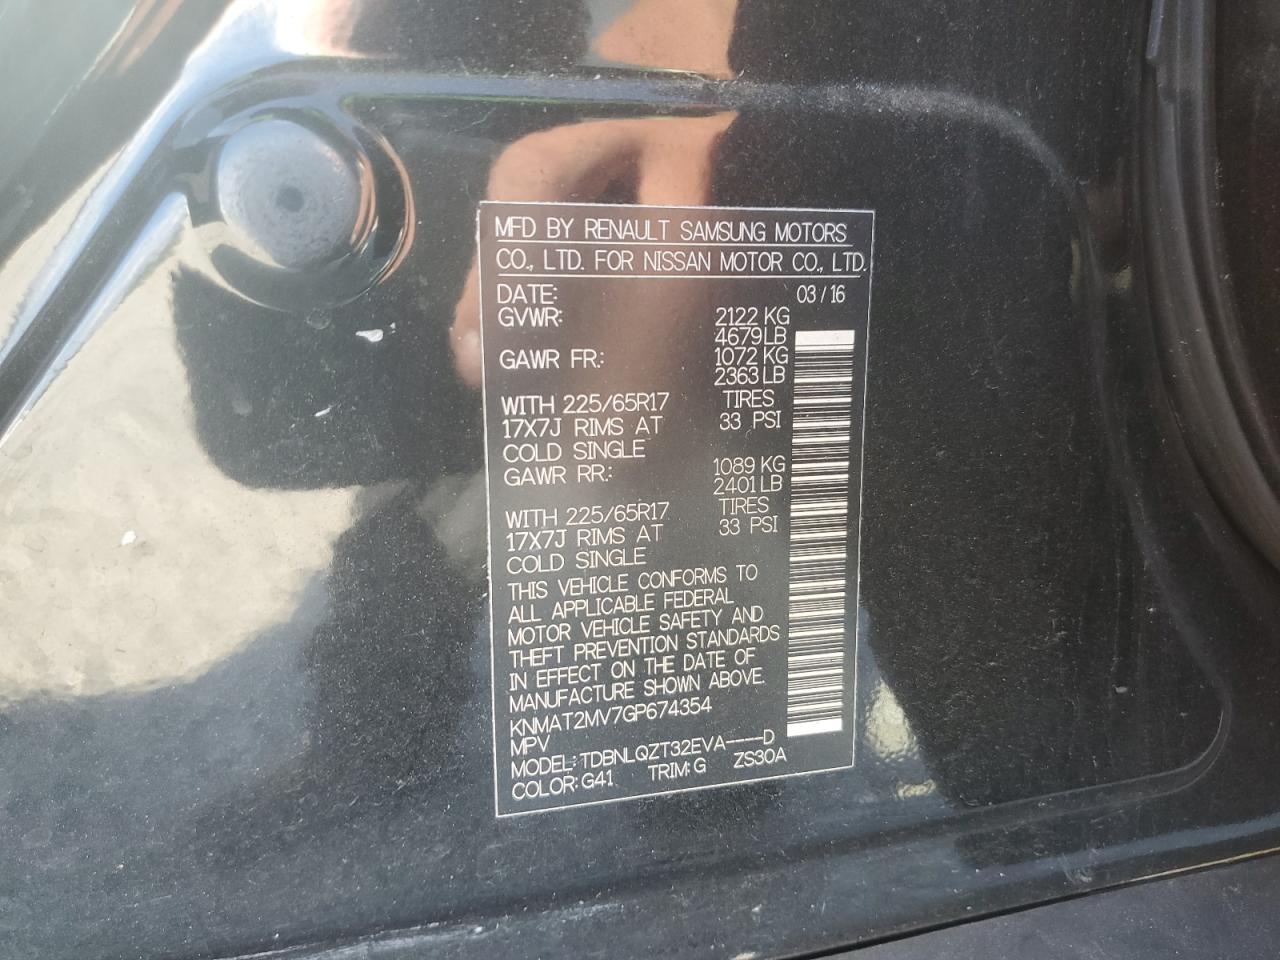 MFD BY RENAULT SAMSUNG MOTORS
CO., LTD. FOR NISSAN MOTOR CO., LTD.
DATE: 03/16
GVWR: 2122 KG
4679LB
GAWR FR.: 1072 KG
2363LB
WITH 225/65R17 TIRES
17X7J RIMS AT 33 PSI
COLD SINGLE
GAWR RR.: 1089 KG
2401LB
WITH 225/65R17 TIRES
17X7J RIMS AT 33 PSI
COLD SINGLE
THIS VEHICLE CONFORMS TO
ALL APPLICABLE FEDERAL
MOTOR VEHICLE SAFETY AND
THEFT PREVENTION STANDARDS
IN EFFECT ON THE DATE OF
MANUFACTURE SHOWN ABOVE.
KNMAT2MV7GP674354
MPV
MODEL: TDBNLQZT32EVA----D
COLOR: G41 TRIM: G ZS30A